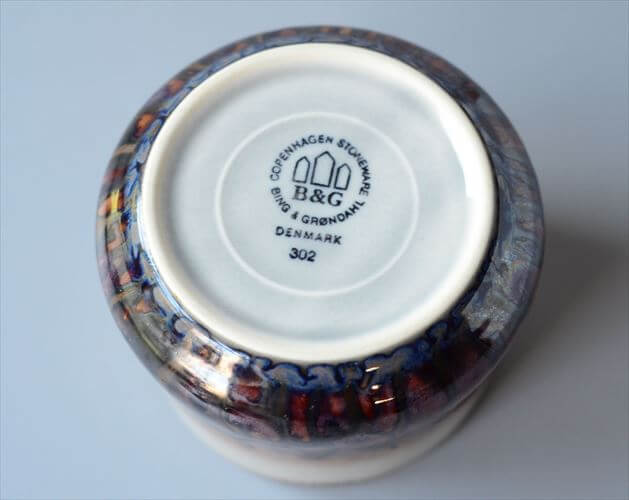 COPENHAGEN STONEWARE
B&G
BING & GRØNDAHL
DENMARK
302